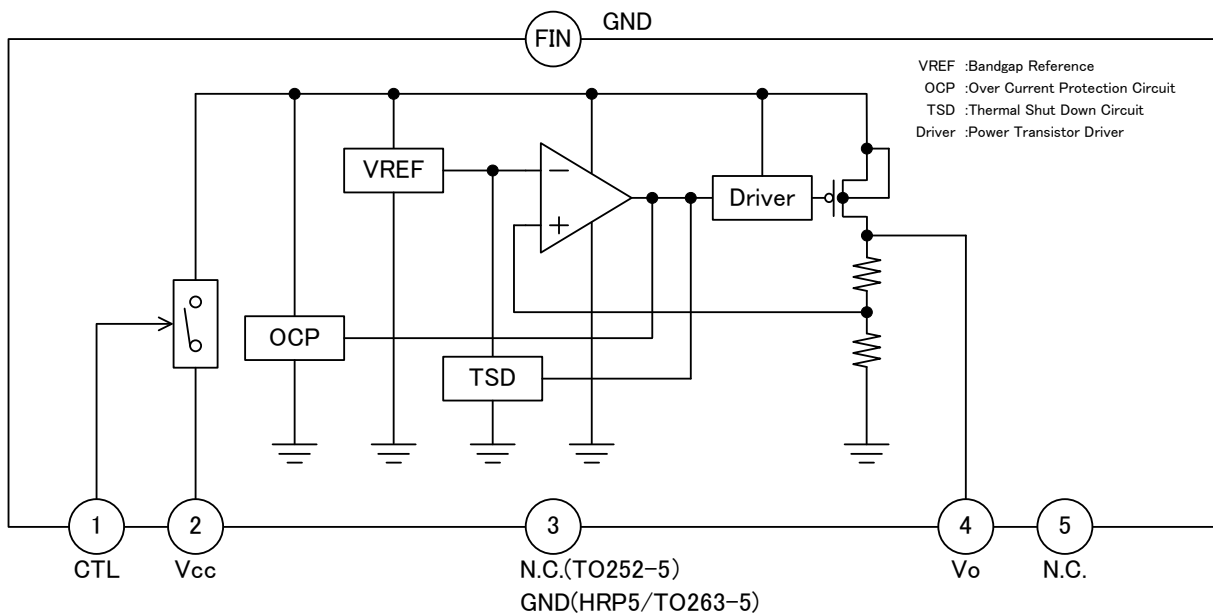 FIN GND
VREF :Bandgap Reference
OCP :Over Current Protection Circuit
TSD :Thermal Shut Down Circuit
Driver :Power Transistor Driver
VREF
−
+
Driver
OCP
TSD
1 2 3 4 5
CTL Vcc N.C.(TO252-5) Vo N.C.
GND(HRP5/TO263-5)